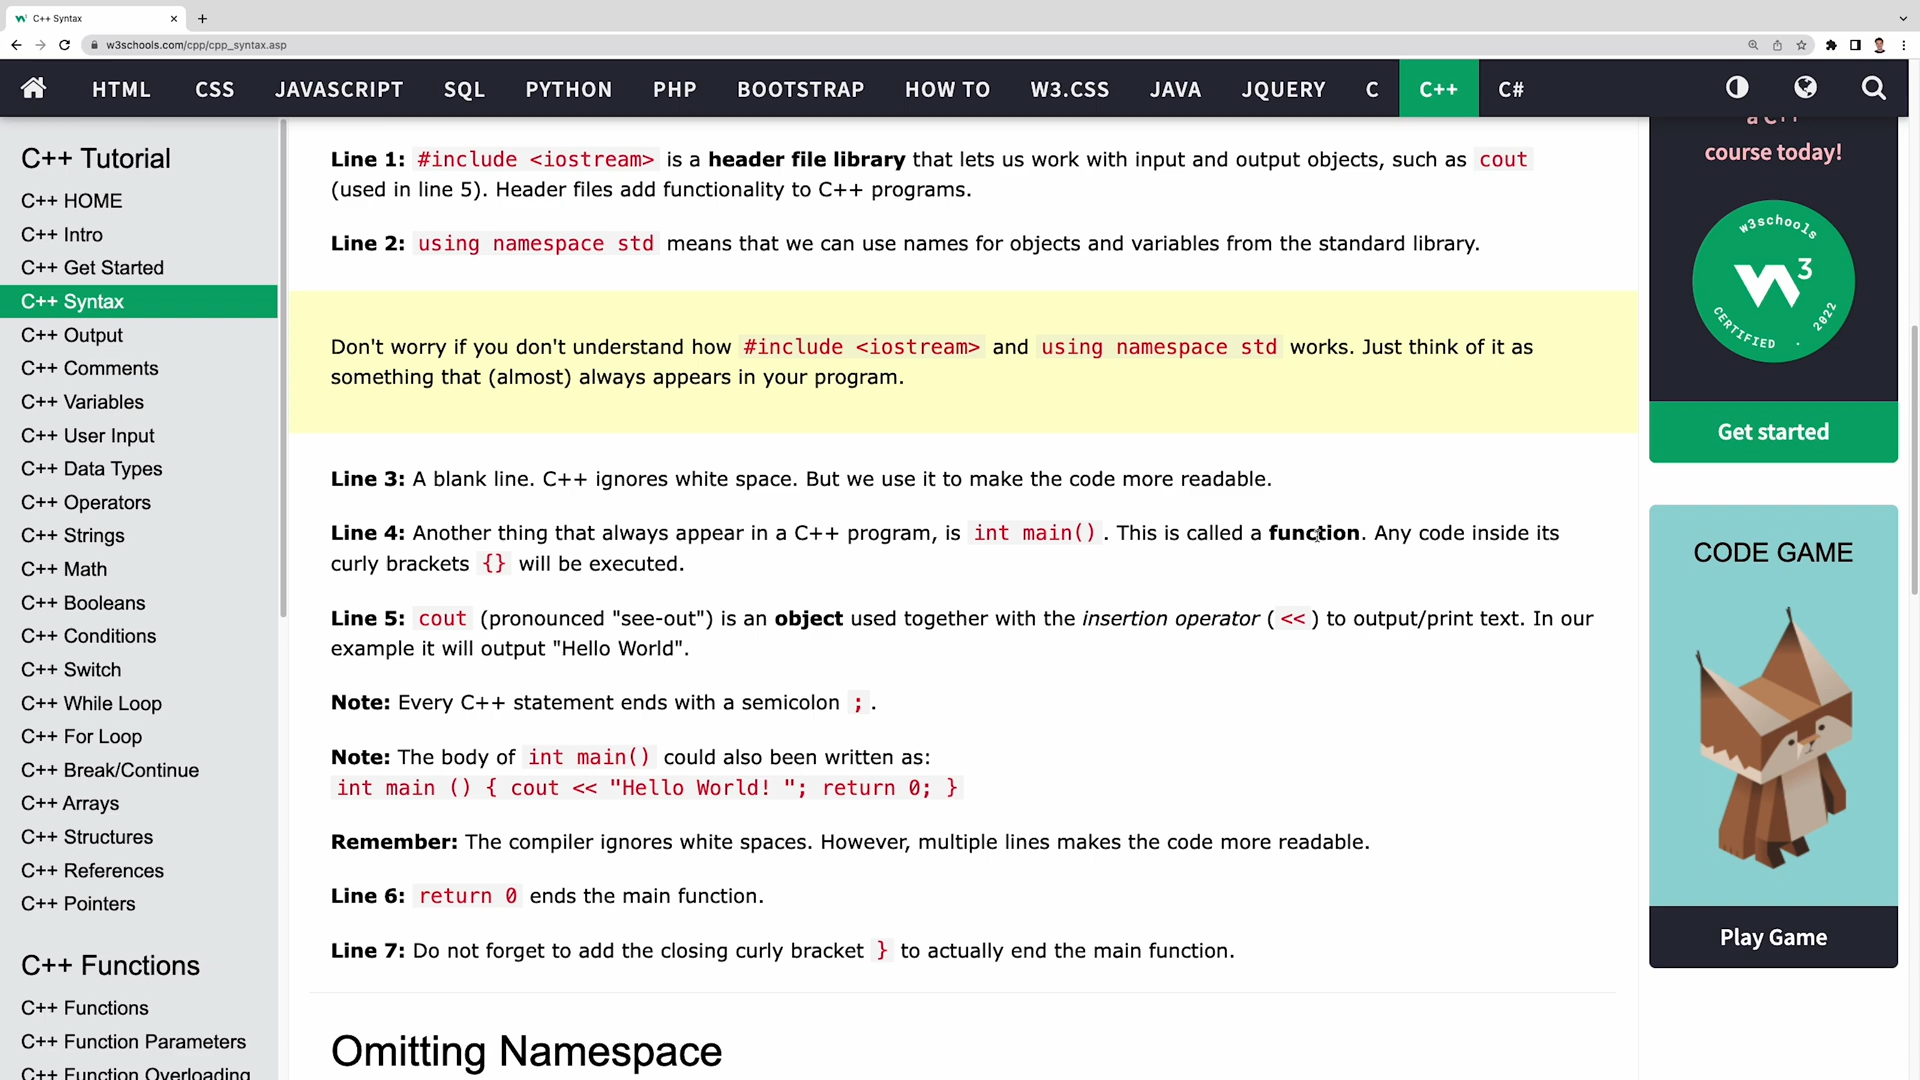 C++ Syntax
w3schools.com/cpp/cpp_syntax.asp
HTML CSS JAVASCRIPT SQL PYTHON PHP BOOTSTRAP HOW TO W3.CSS JAVA JQUERY C C++ C#
C++ Tutorial
C++ HOME
C++ Intro
C++ Get Started
C++ Syntax
C++ Output
C++ Comments
C++ Variables
C++ User Input
C++ Data Types
C++ Operators
C++ Strings
C++ Math
C++ Booleans
C++ Conditions
C++ Switch
C++ While Loop
C++ For Loop
C++ Break/Continue
C++ Arrays
C++ Structures
C++ References
C++ Pointers
C++ Functions
C++ Functions
C++ Function Parameters
C++ Function Overloading
Line 1: #include <iostream> is a header file library that lets us work with input and output objects, such as cout
(used in line 5). Header files add functionality to C++ programs.
Line 2: using namespace std means that we can use names for objects and variables from the standard library.
Don't worry if you don't understand how #include <iostream> and using namespace std works. Just think of it as
something that (almost) always appears in your program.
Line 3: A blank line. C++ ignores white space. But we use it to make the code more readable.
Line 4: Another thing that always appear in a C++ program, is int main(). This is called a function. Any code inside its
curly brackets {} will be executed.
Line 5: cout (pronounced "see-out") is an object used together with the insertion operator (<<) to output/print text. In our
example it will output "Hello World".
Note: Every C++ statement ends with a semicolon ;.
Note: The body of int main() could also been written as:
int main () { cout << "Hello World! "; return 0; }
Remember: The compiler ignores white spaces. However, multiple lines makes the code more readable.
Line 6: return 0 ends the main function.
Line 7: Do not forget to add the closing curly bracket } to actually end the main function.
Omitting Namespace
a C++
course today!
w3schools
W3
CERTIFIED . 2022
Get started
CODE GAME
Play Game